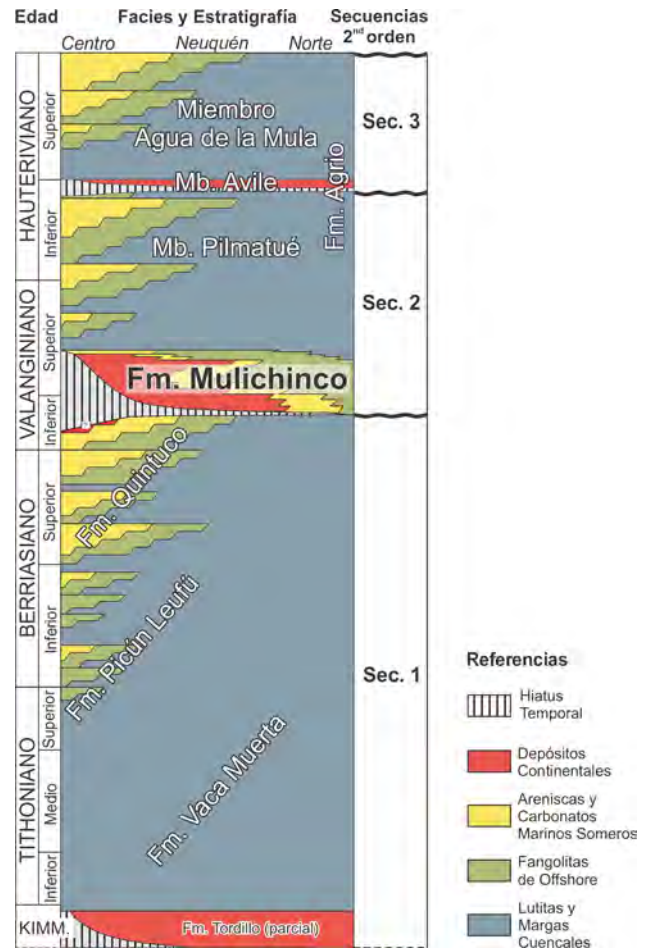 Edad
Facies y Estratigrafía
Secuencias
2nd orden
Centro
Neuquén
Norte
HAUTERIVIANO
Superior
Inferior
VALANGINIANO
Superior
Inferior
BERRIASIANO
Superior
Inferior
TITHONIANO
Superior
Medio
Inferior
KIMM.
Miembro
Agua de la Mula
Mb. Avile
Fm. Agrio
Mb. Pilmatué
Fm. Mulichinco
Fm. Quintuco
Fm. Picún Leufú
Fm. Vaca Muerta
Fm. Tordillo (parcial)
Sec. 3
Sec. 2
Sec. 1
Referencias
Hiatus
Temporal
Depósitos
Continentales
Areniscas y
Carbonatos
Marinos Someros
Fangolitas
de Offshore
Lutitas y
Margas
Cuencales